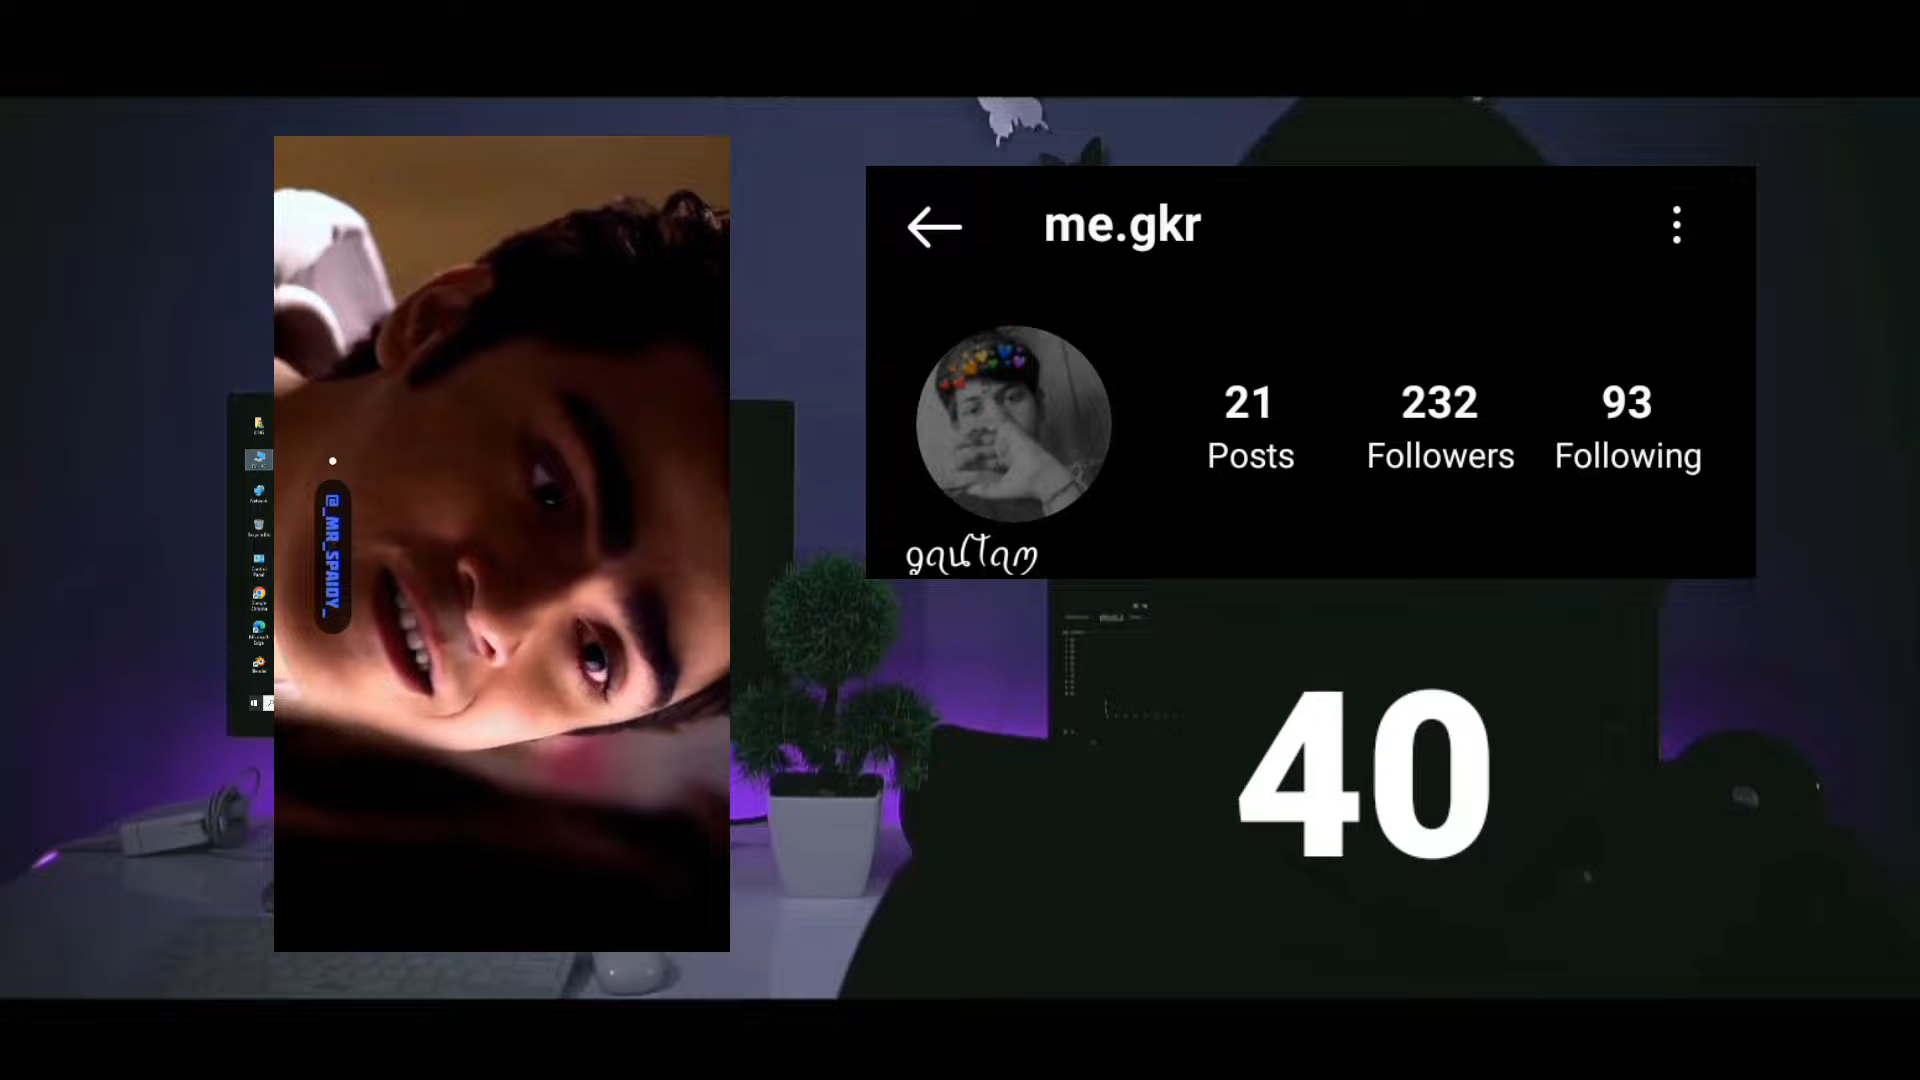 @_MR_SPAIDY_
me.gkr
21
Posts
232
Followers
93
Following
gautam
40